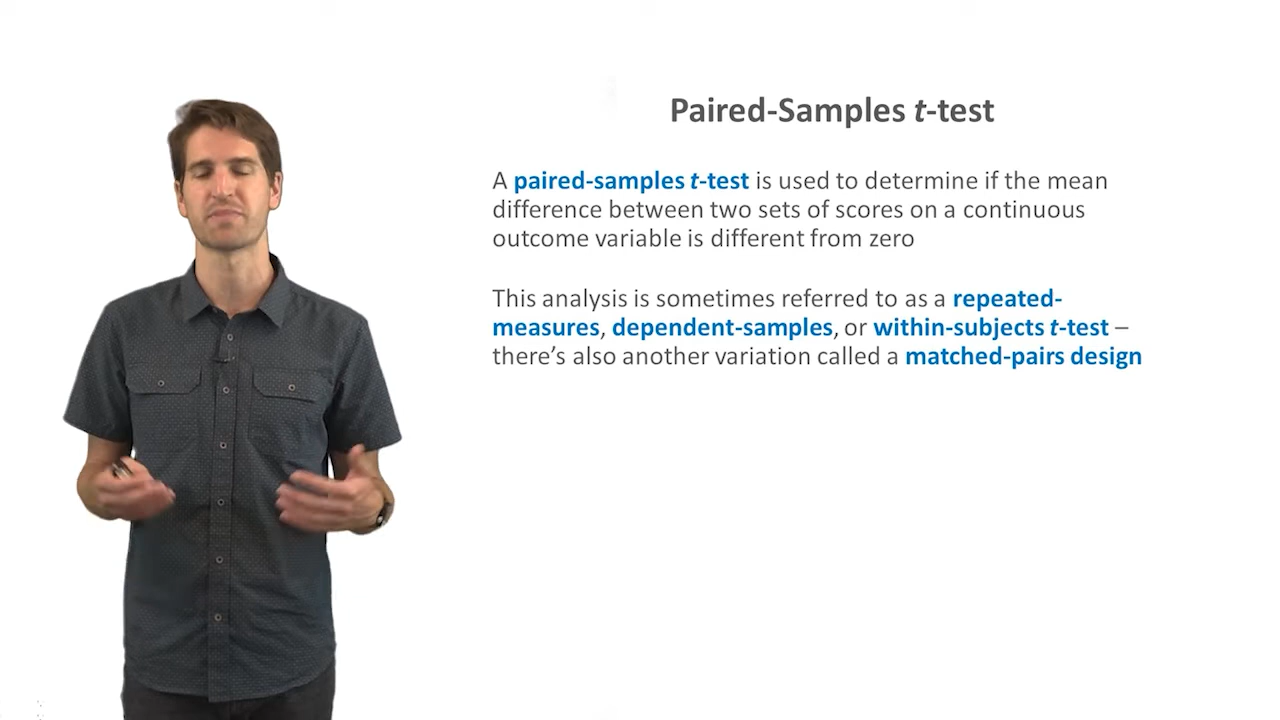 Paired-Samples t-test
A paired-samples t-test is used to determine if the mean
difference between two sets of scores on a continuous
outcome variable is different from zero
This analysis is sometimes referred to as a repeated-
measures, dependent-samples, or within-subjects t-test –
there’s also another variation called a matched-pairs design